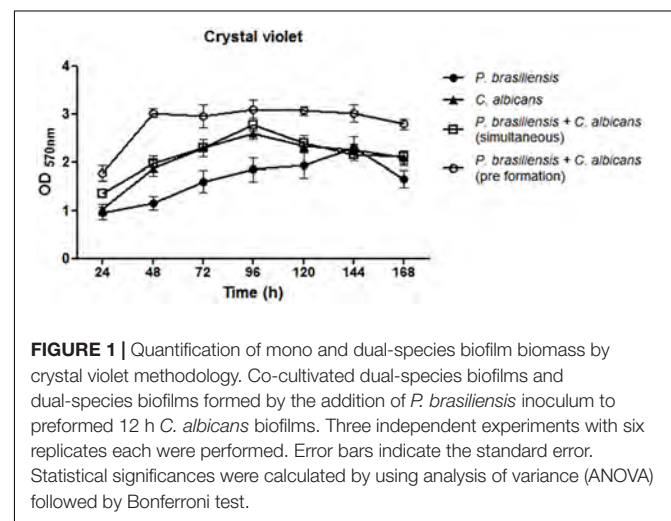 Crystal violet
4
3
2
1
0
OD 570nm
24 48 72 96 120 144 168
Time (h)
P. brasiliensis
C. albicans
P. brasiliensis + C. albicans
(simultaneous)
P. brasiliensis + C. albicans
(pre formation)
FIGURE 1 | Quantification of mono and dual-species biofilm biomass by
crystal violet methodology. Co-cultivated dual-species biofilms and
dual-species biofilms formed by the addition of P. brasiliensis inoculum to
preformed 12 h C. albicans biofilms. Three independent experiments with six
replicates each were performed. Error bars indicate the standard error.
Statistical significances were calculated by using analysis of variance (ANOVA)
followed by Bonferroni test.